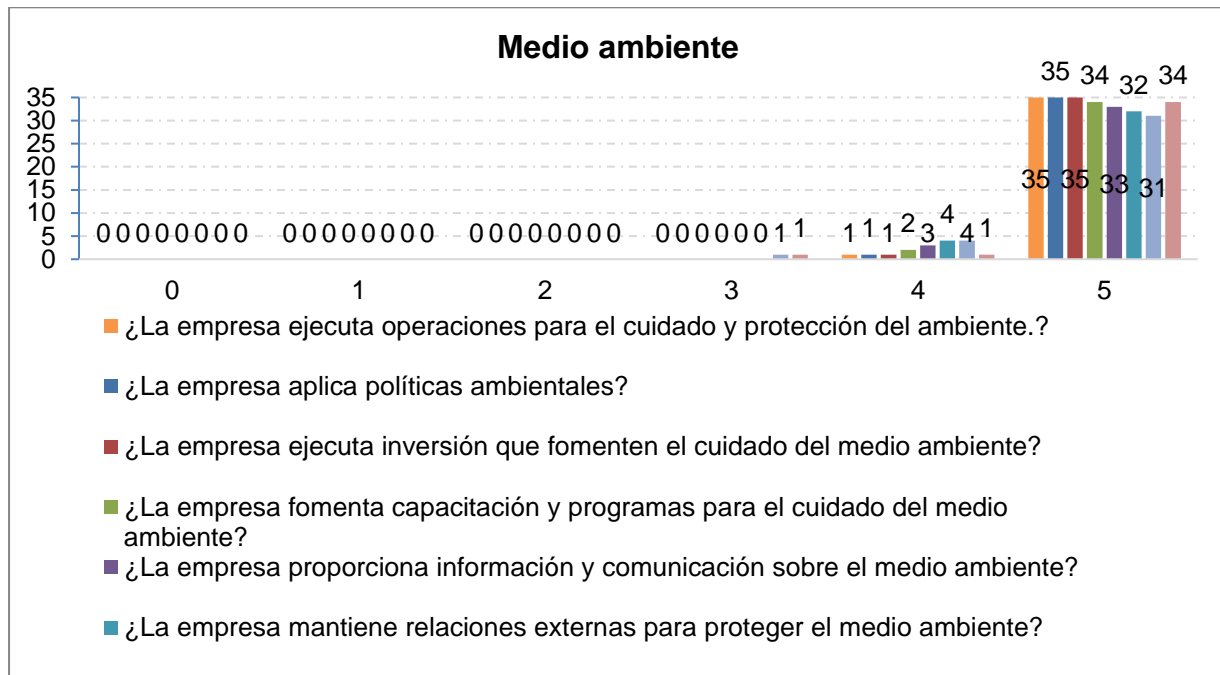 Medio ambiente
35 34 32 34
35
30
25
20
15
10
5
0
35 35 33 31
0 0 0 0 0 0 0 0
0 0 0 0 0 0 0 0
0 0 0 0 0 0 0 0
0 0 0 0 0 0 1 1
1 1 1 2 3 4 4 1
0 1 2 3 4 5
¿La empresa ejecuta operaciones para el cuidado y protección del ambiente.?
¿La empresa aplica políticas ambientales?
¿La empresa ejecuta inversión que fomenten el cuidado del medio ambiente?
¿La empresa fomenta capacitación y programas para el cuidado del medio
ambiente?
¿La empresa proporciona información y comunicación sobre el medio ambiente?
¿La empresa mantiene relaciones externas para proteger el medio ambiente?